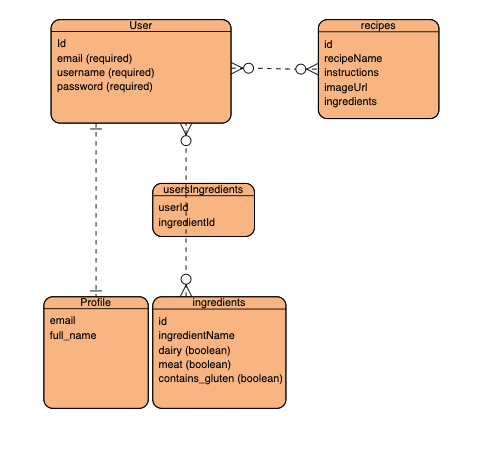 User
Id
email (required)
username (required)
password (required)
recipes
id
recipeName
instructions
imageUrl
ingredients
usersIngredients
userId
ingredientId
Profile
email
full_name
ingredients
id
ingredientName
dairy (boolean)
meat (boolean)
contains_gluten (boolean)